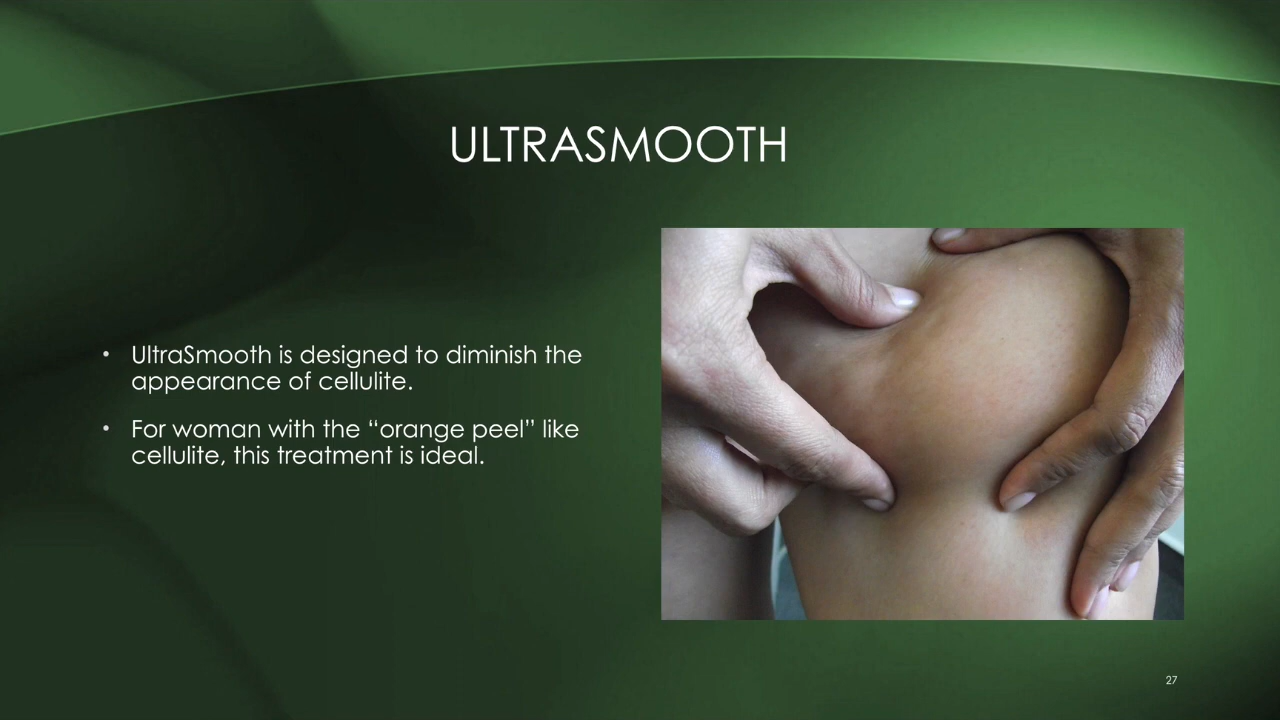 ULTRASMOOTH
• UltraSmooth is designed to diminish the
appearance of cellulite.
• For woman with the “orange peel” like
cellulite, this treatment is ideal.
27